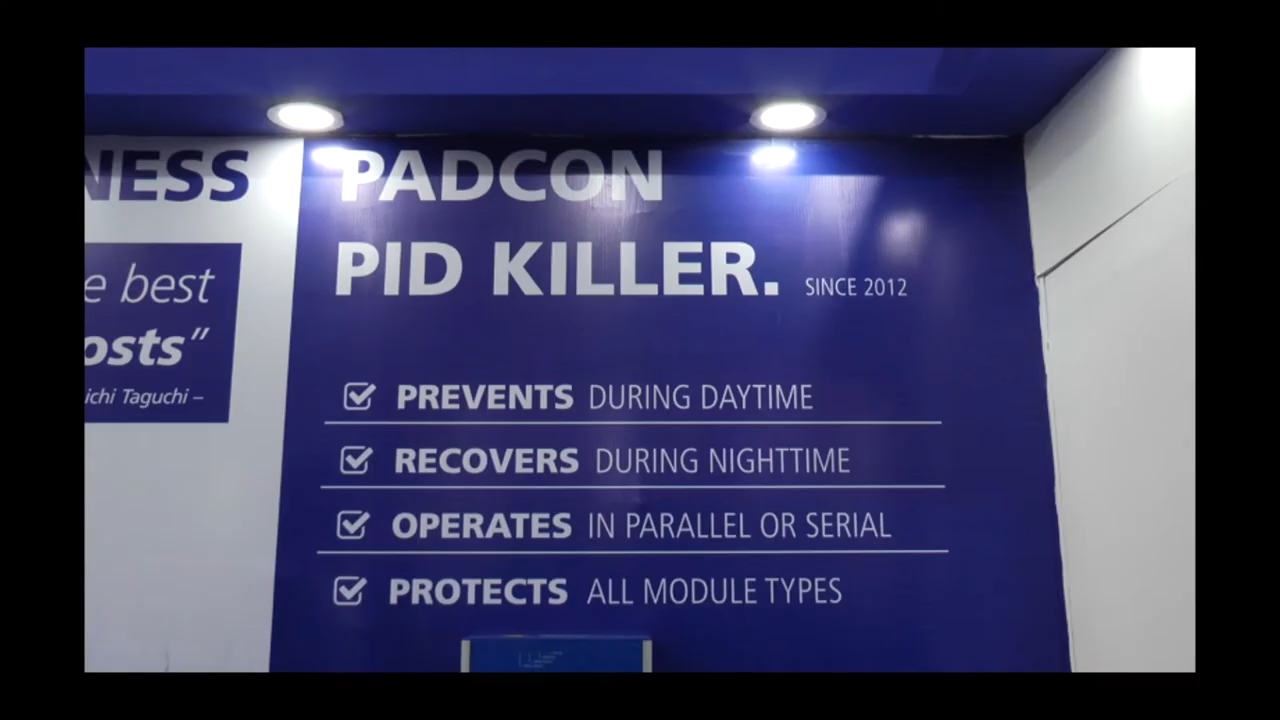 NESS
e best
osts”
ichi Taguchi –
PADCON
PID KILLER. SINCE 2012
PREVENTS DURING DAYTIME
RECOVERS DURING NIGHTTIME
OPERATES IN PARALLEL OR SERIAL
PROTECTS ALL MODULE TYPES